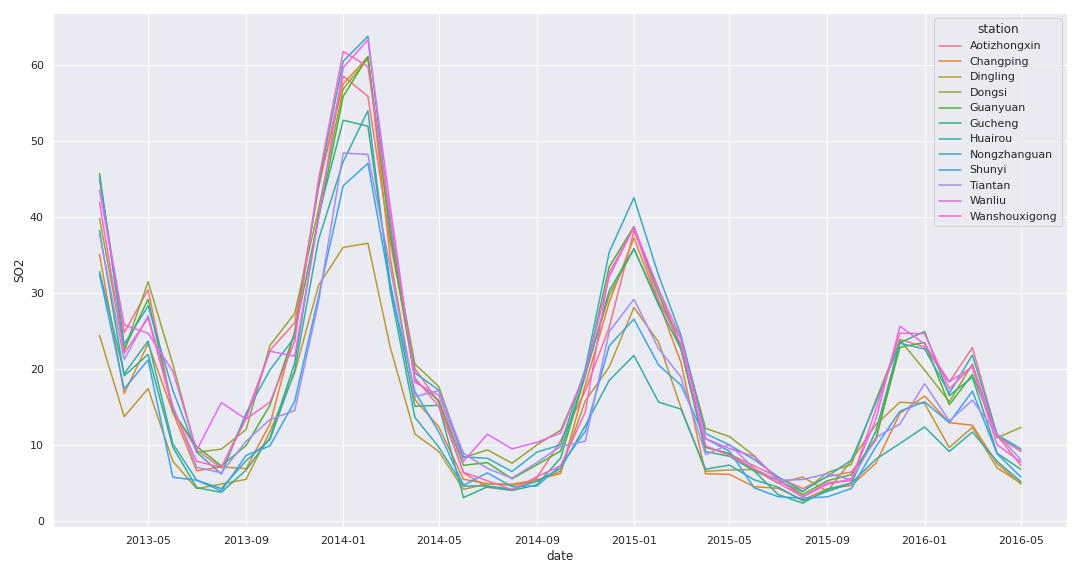 station
Aotizhongxin
Changping
Dingling
Dongsi
Guanyuan
Gucheng
Huairou
Nongzhanguan
Shunyi
Tiantan
Wanliu
Wanshouxigong
SO2
60
50
40
30
20
10
0
2013-05 2013-09 2014-01 2014-05 2014-09 2015-01 2015-05 2015-09 2016-01 2016-05
date